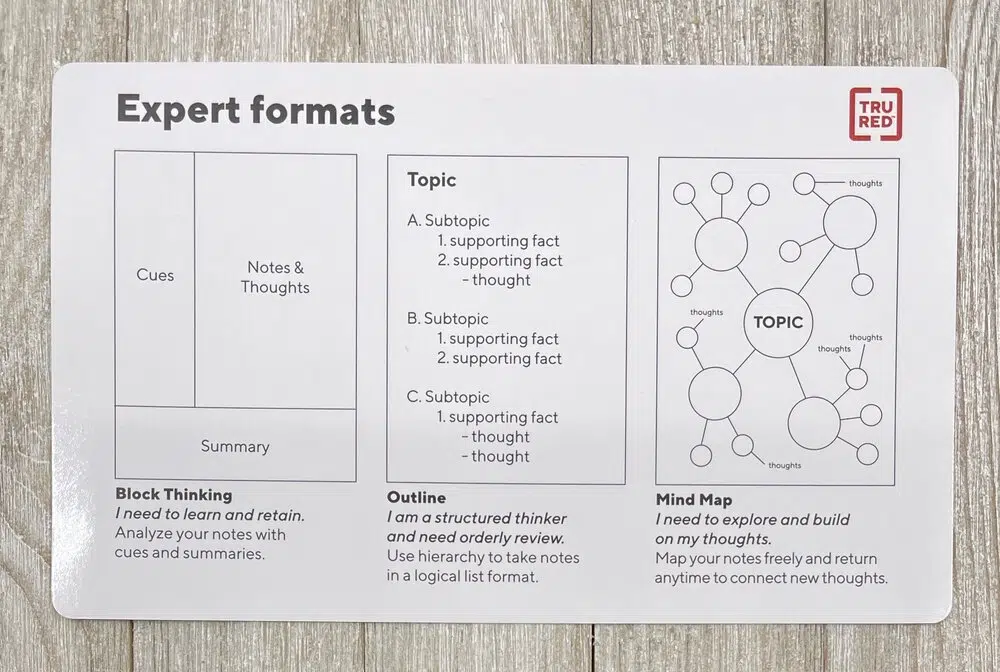 Expert formats
TRU
RED™
Cues
Notes &
Thoughts
Summary
Block Thinking
I need to learn and retain.
Analyze your notes with
cues and summaries.
Topic
A. Subtopic
1. supporting fact
2. supporting fact
- thought
B. Subtopic
1. supporting fact
2. supporting fact
C. Subtopic
1. supporting fact
- thought
- thought
Outline
I am a structured thinker
and need orderly review.
Use hierarchy to take notes
in a logical list format.
thoughts
TOPIC
thoughts
thoughts
thoughts
thoughts
Mind Map
I need to explore and build
on my thoughts.
Map your notes freely and return
anytime to connect new thoughts.